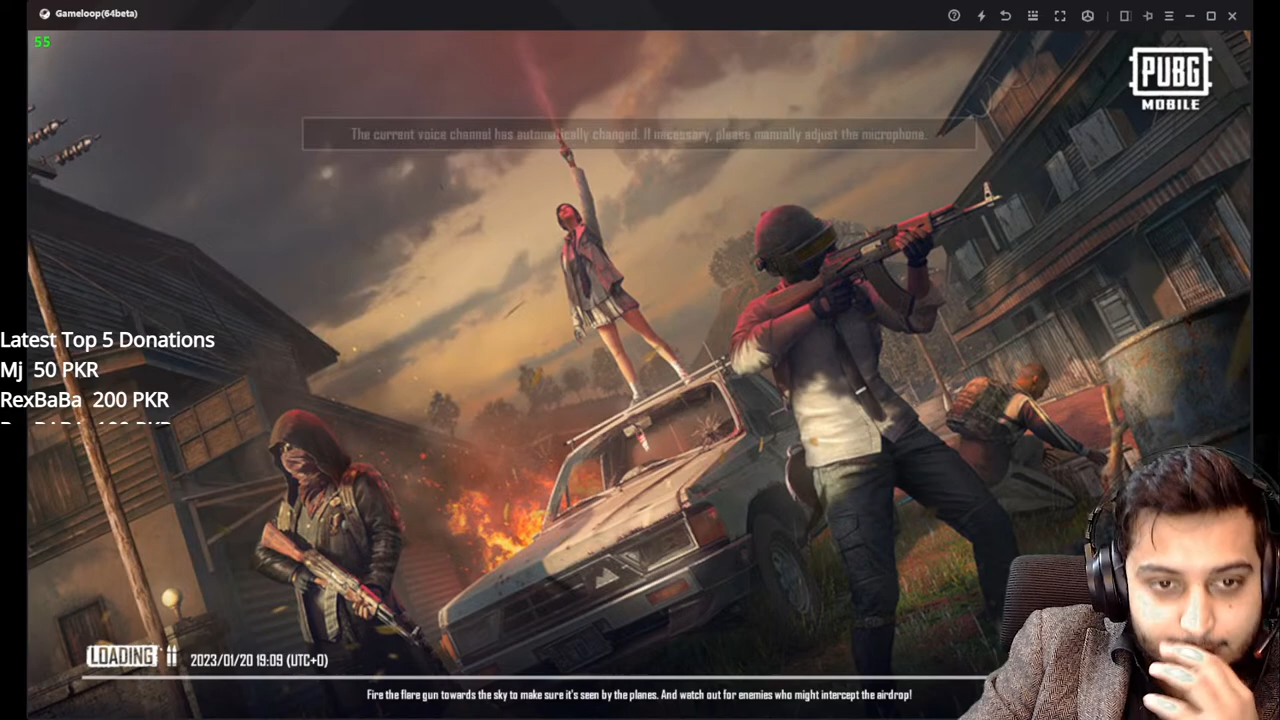 Gameloop(64beta)
55
PUBG
MOBILE
The current voice channel has automatically changed. If necessary, please manually adjust the microphone.
Latest Top 5 Donations
Mj 50 PKR
RexBaBa 200 PKR
LOADING 2023/01/20 19:09 (UTC+0)
Fire the flare gun towards the sky to make sure it's seen by the planes. And watch out for enemies who might intercept the airdrop!